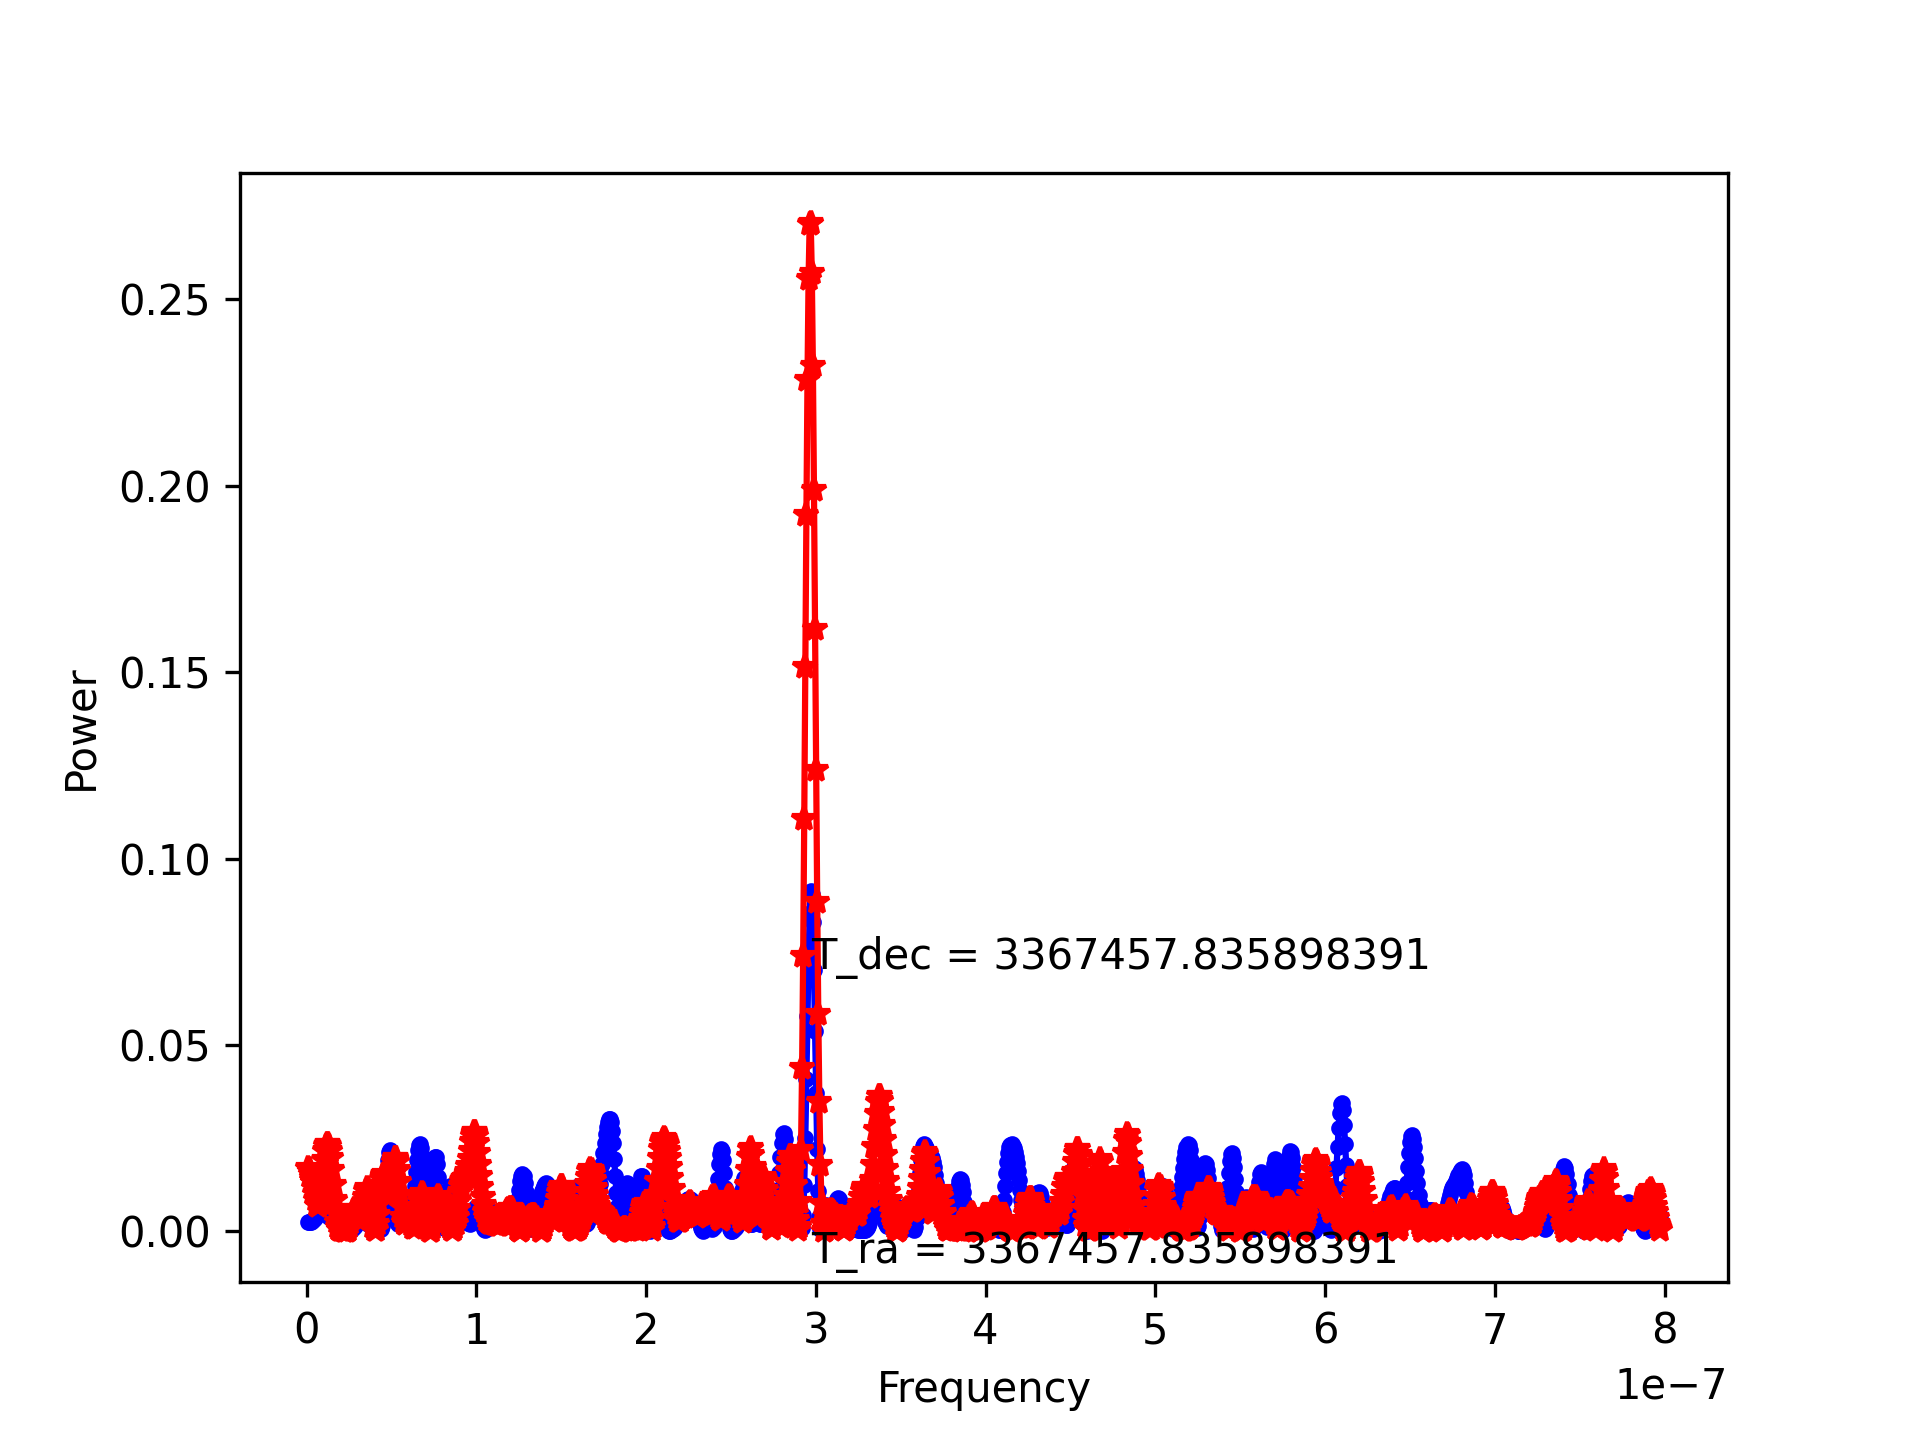 0.25
0.20
0.15
0.10
0.05
0.00
Power
T_dec = 3367457.835898391
T_ra = 3367457.835898391
0 1 2 3 4 5 6 7 8
Frequency
1e−7